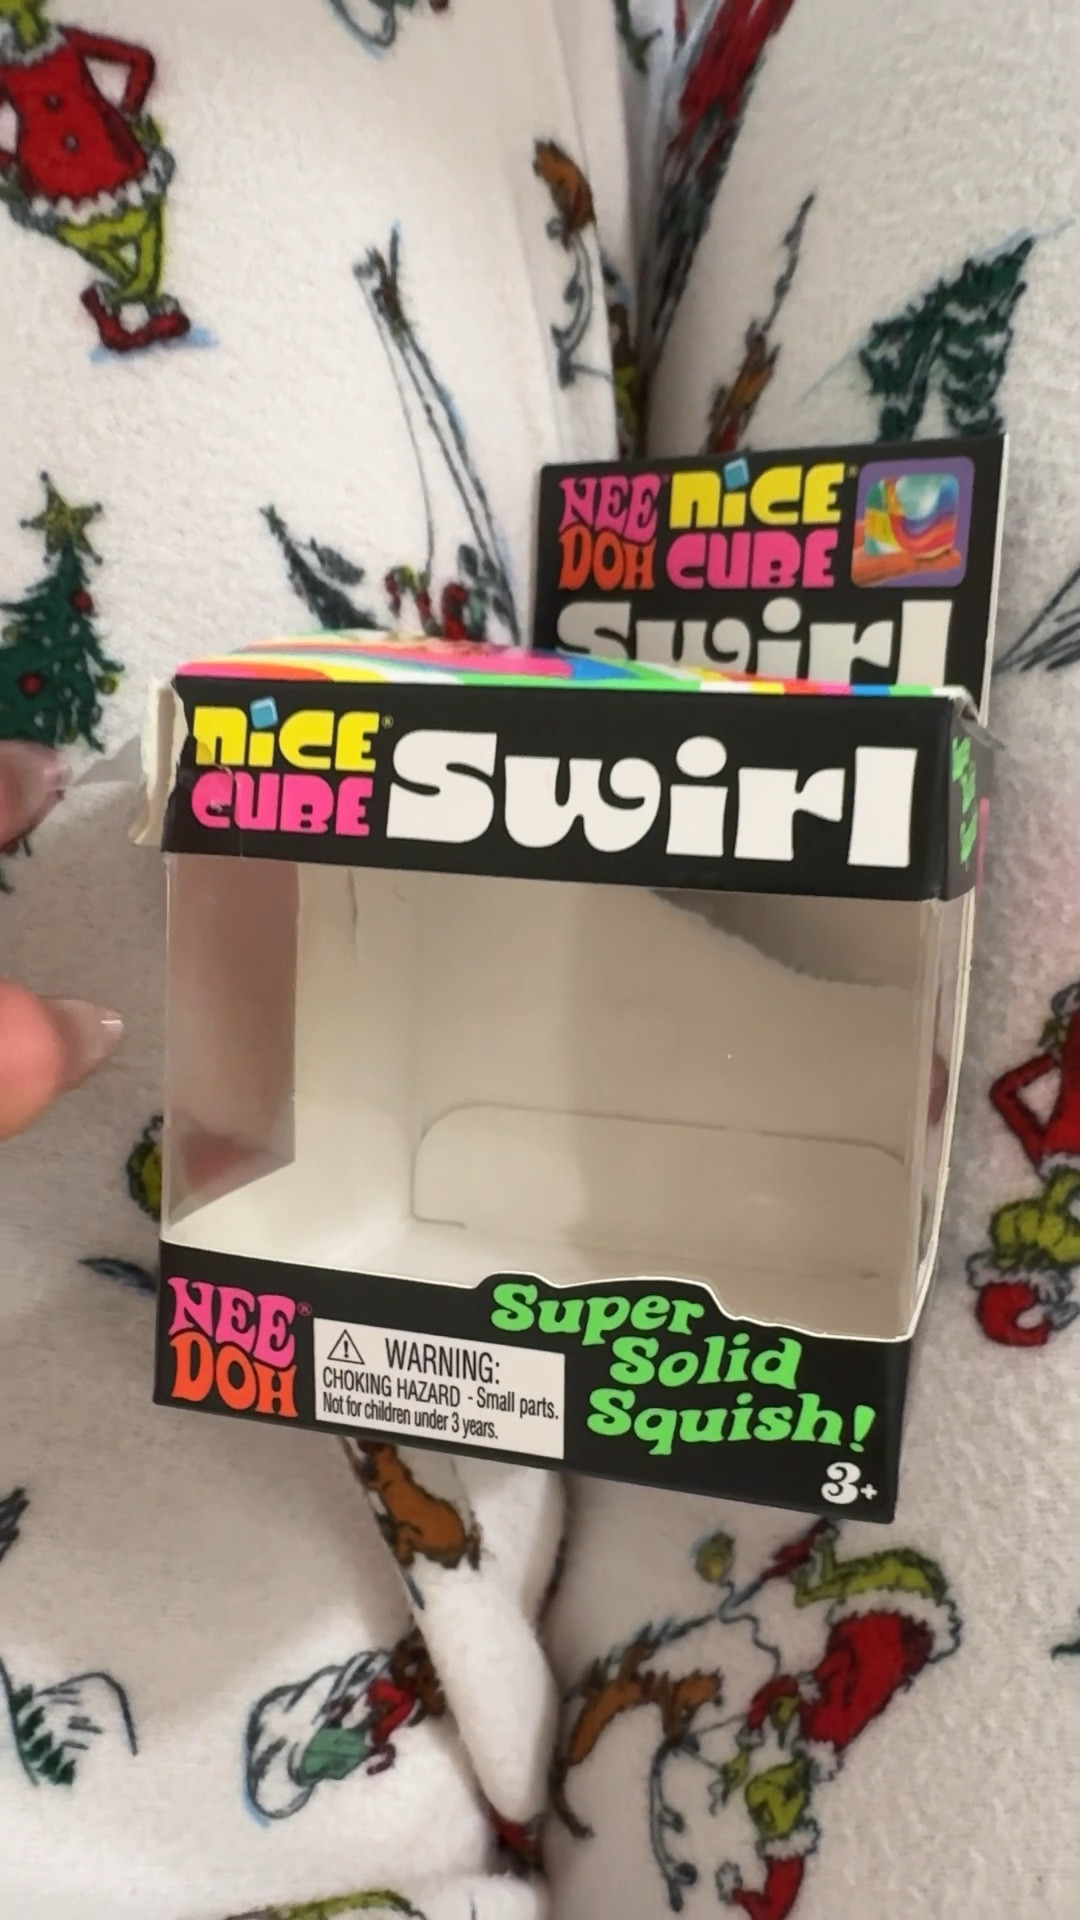 NEE NiCE®
DOH CUBE
Swirl
NiCE®
CUBE Swirl
NEE®
DOH
⚠ WARNING:
CHOKING HAZARD - Small parts.
Not for children under 3 years.
Super
Solid
Squish!
3+